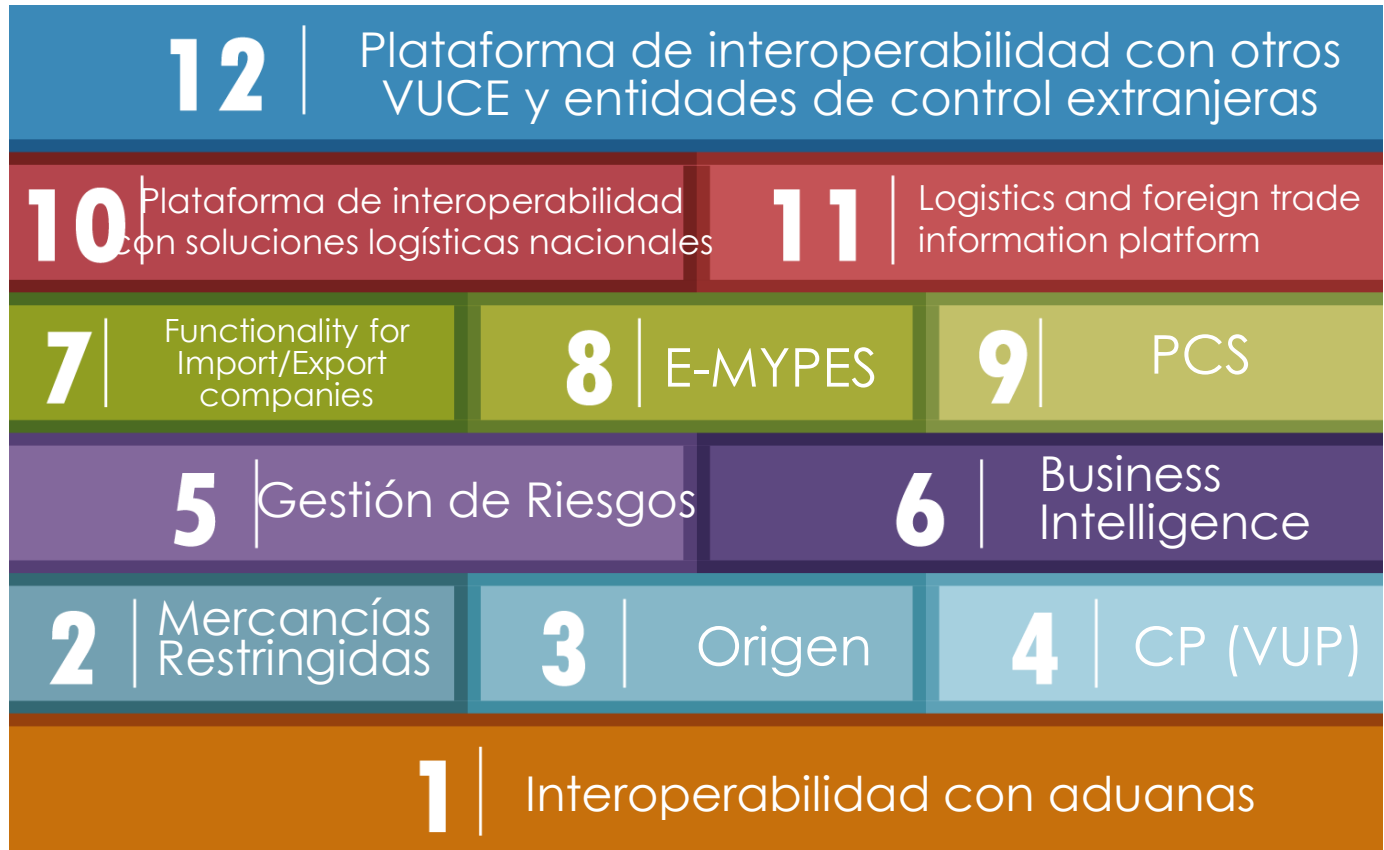 12
Plataforma de interoperabilidad con otros
VUCE y entidades de control extranjeras
10
Plataforma de interoperabilidad
con soluciones logísticas nacionales
11
Logistics and foreign trade
information platform
7
Functionality for
Import/Export
companies
8
E-MYPES
9
PCS
5
Gestión de Riesgos
6
Business
Intelligence
2
Mercancías
Restringidas
3
Origen
4
CP (VUP)
1
Interoperabilidad con aduanas